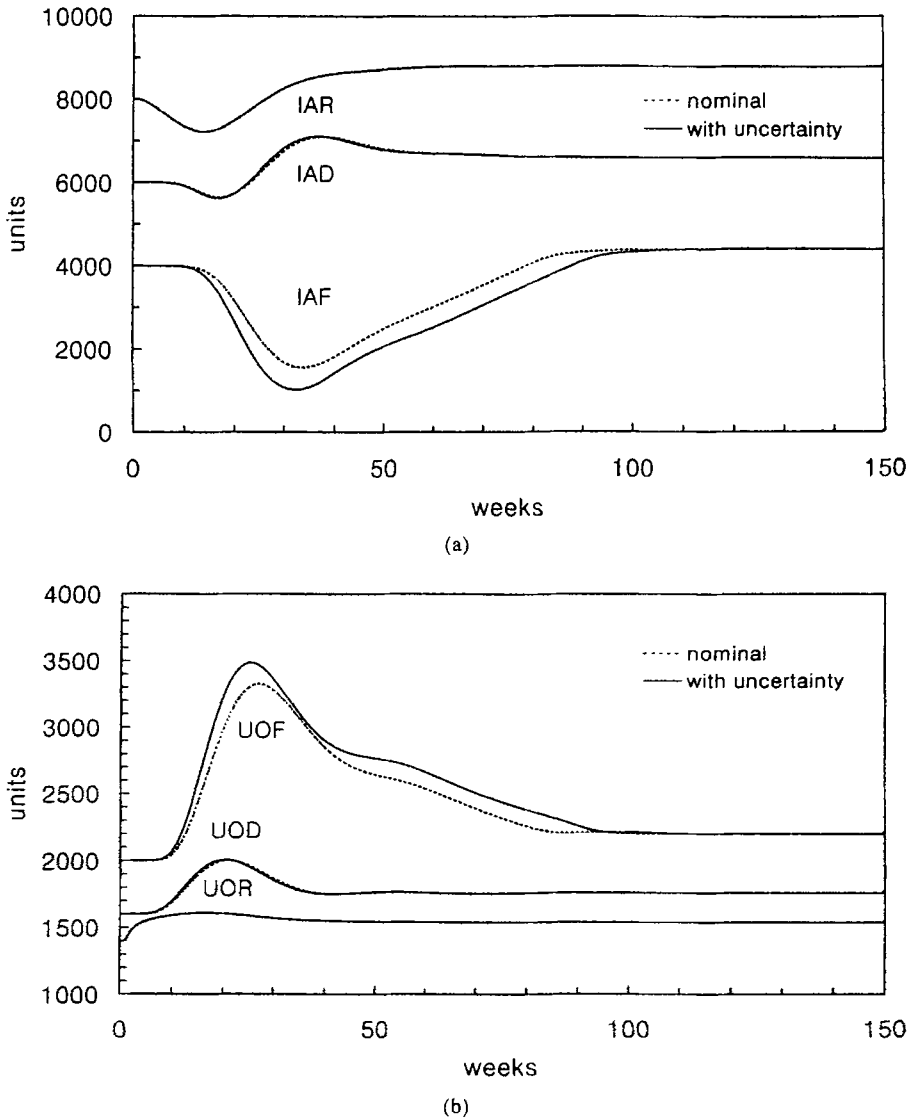 10000
8000
6000
4000
2000
0
units
IAR
IAD
IAF
nominal
with uncertainty
0
50
100
150
weeks
(a)
4000
3500
3000
2500
2000
1500
1000
units
UOF
UOD
UOR
nominal
with uncertainty
0
50
100
150
weeks
(b)